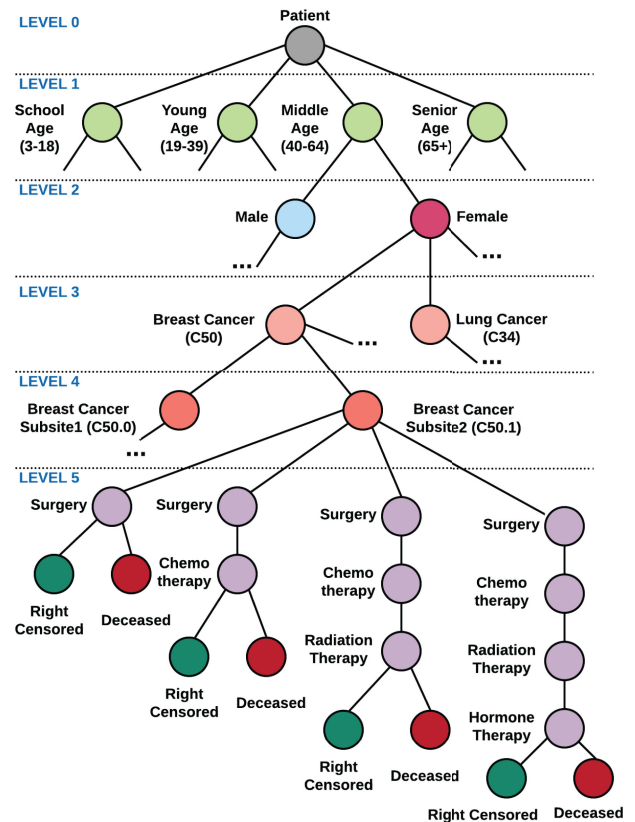 Patient
LEVEL 0
LEVEL 1
School
Age
(3-18)
Young
Age
(19-39)
Middle
Age
(40-64)
Senior
Age
(65+)
LEVEL 2
Male
Female
...
...
LEVEL 3
Breast Cancer
(C50)
...
Lung Cancer
(C34)
...
LEVEL 4
Breast Cancer
Subsite1 (C50.0)
...
Breast Cancer
Subsite2 (C50.1)
LEVEL 5
Surgery
Right
Censored
Deceased
Surgery
Chemo
therapy
Right
Censored
Deceased
Surgery
Chemo
therapy
Radiation
Therapy
Right
Censored
Deceased
Surgery
Chemo
therapy
Radiation
Therapy
Hormone
Therapy
Right Censored
Deceased